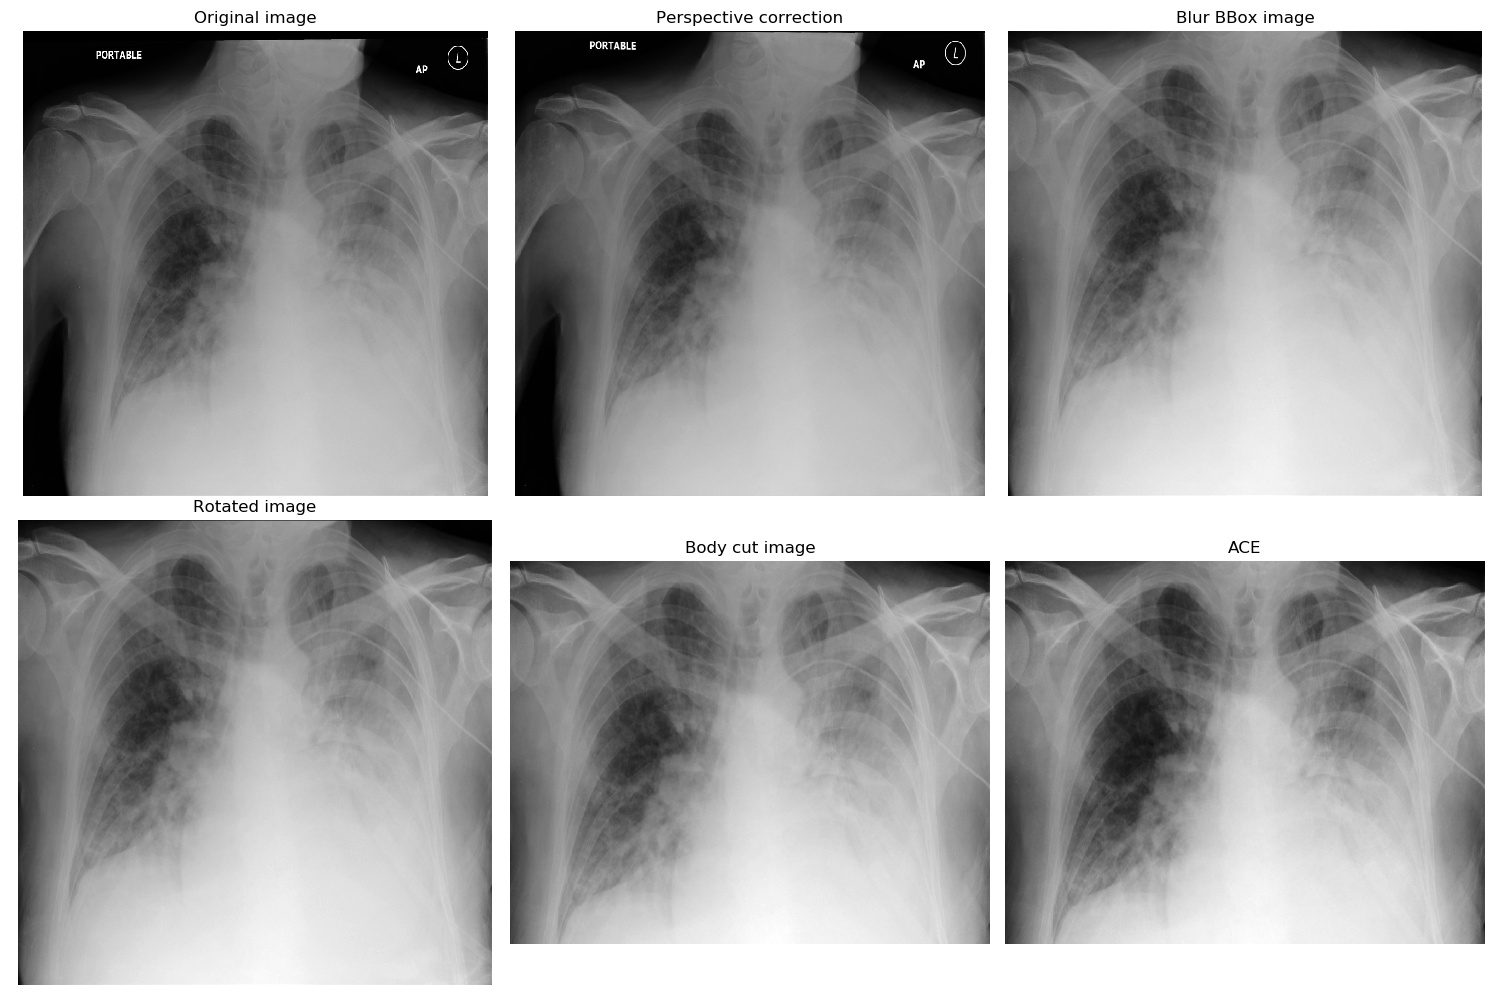 Original image
PORTABLE
AP
L
Perspective correction
PORTABLE
AP
L
Blur BBox image
Rotated image
Body cut image
ACE